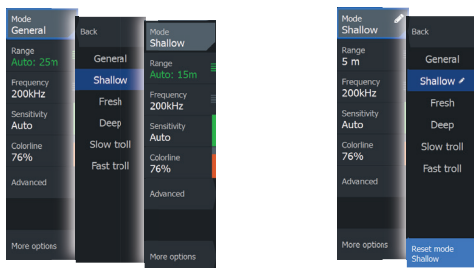 Mode
General
Range
Auto: 25m
Frequency
200kHz
Sensitivity
Auto
Colorline
76%
Advanced
More options
Back
General
Shallow
Fresh
Deep
Slow troll
Fast troll
Mode
Shallow
Range
Auto: 15m
Frequency
200kHz
Sensitivity
Auto
Colorline
76%
Advanced
More options
Mode
Shallow
Range
5 m
Frequency
200kHz
Sensitivity
Auto
Colorline
76%
Advanced
More options
Back
General
Shallow
Fresh
Deep
Slow troll
Fast troll
Reset mode
Shallow